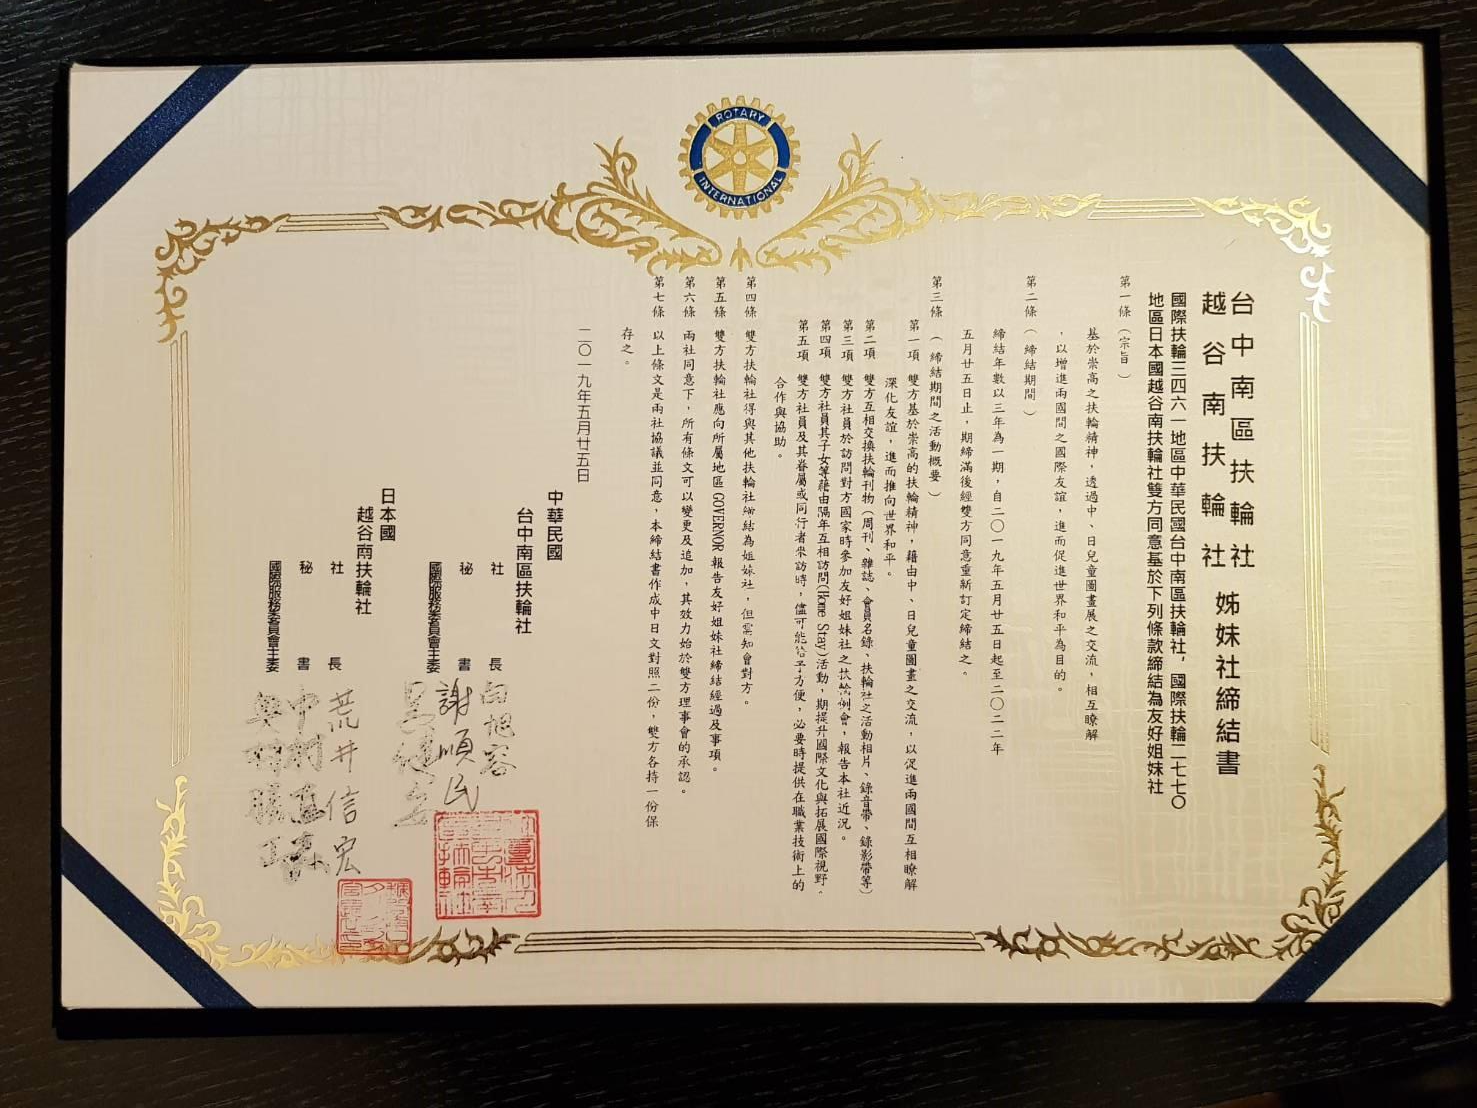 ROTARY
INTERNATIONAL
台中南區扶輪社
越谷南扶輪社
姊妹社締結書
國際扶輪三四六一地區中華民國台中南區扶輪社，國際扶輪二七七〇
地區日本國越谷南扶輪社雙方同意基於下列條款締結為友好姐妹社
第一條（宗旨）
基於崇高之扶輪精神，透過中、日兒童圖畫展之交流，相互瞭解
，以增進兩國間之國際友誼，進而促進世界和平為目的。
第二條（締結期間）
締結年數以三年為一期，自二〇一九年五月廿五日起至二〇二二年
五月廿五日止，期締滿後經雙方同意重新訂定締結之。
第三條（締結期間之活動概要）
第一項 雙方基於崇高的扶輪精神，藉由中、日兒童圖畫之交流，以促進兩國間互相瞭解
深化友誼，進而推向世界和平。
第二項 雙方互相交換扶輪刊物（周刊、雜誌、會員名錄、扶輪社之活動相片、錄音帶、錄影帶等）
第三項 雙方社員於訪問對方國家時參加友好姐妹社之扶輪例會，報告本社近況。
第四項 雙方社員其子女等藉由隔年互相訪問(Home Stay)活動，期提升國際文化與拓展國際視野。
第五項 雙方社員及其眷屬或同行者來訪時，儘可能給予方便，必要時提供在職業技術上的
合作與協助。
第四條 雙方扶輪社得與其他扶輪社締結為姐妹社，但需知會對方。
第五條 雙方扶輪社應向所屬地區 GOVERNOR 報告友好姐妹社締結經過及事項。
第六條 兩社同意下，所有條文可以變更及追加，其效力始於雙方理事會的承認。
第七條 以上條文是兩社協議並同意，本締結書作成中日文對照二份，雙方各持一份保
存之。
二〇一九年五月廿五日
中華民國
台中南區扶輪社
社長 白旭容
秘書 謝順民
國際服務委員會主委
日本國
越谷南扶輪社
社長 荒井信宏
秘書 中村
國際服務委員會主委